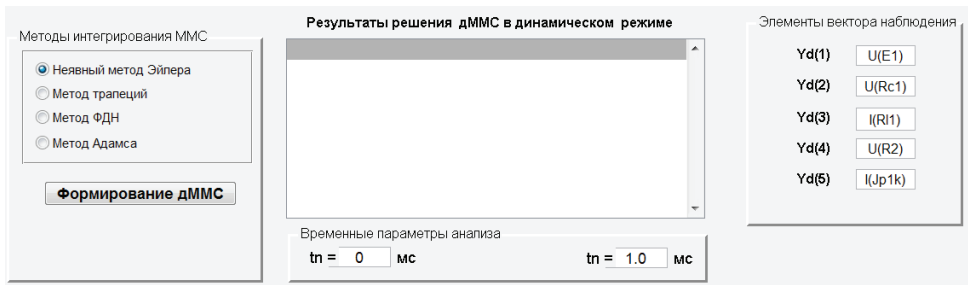 Методы интегрирования ММС
Неявный метод Эйпера
Метод трапеций
Метод ФДН
Метод Адамса
Формирование дММС
Результаты решения дММС в динамическом режиме
Временные параметры анализа
tn = 0 мс
tn = 1.0 мс
Элементы вектора наблюдения
Yd(1) U(E1)
Yd(2) U(Rc1)
Yd(3) I(Rl1)
Yd(4) U(R2)
Yd(5) I(Jp1k)